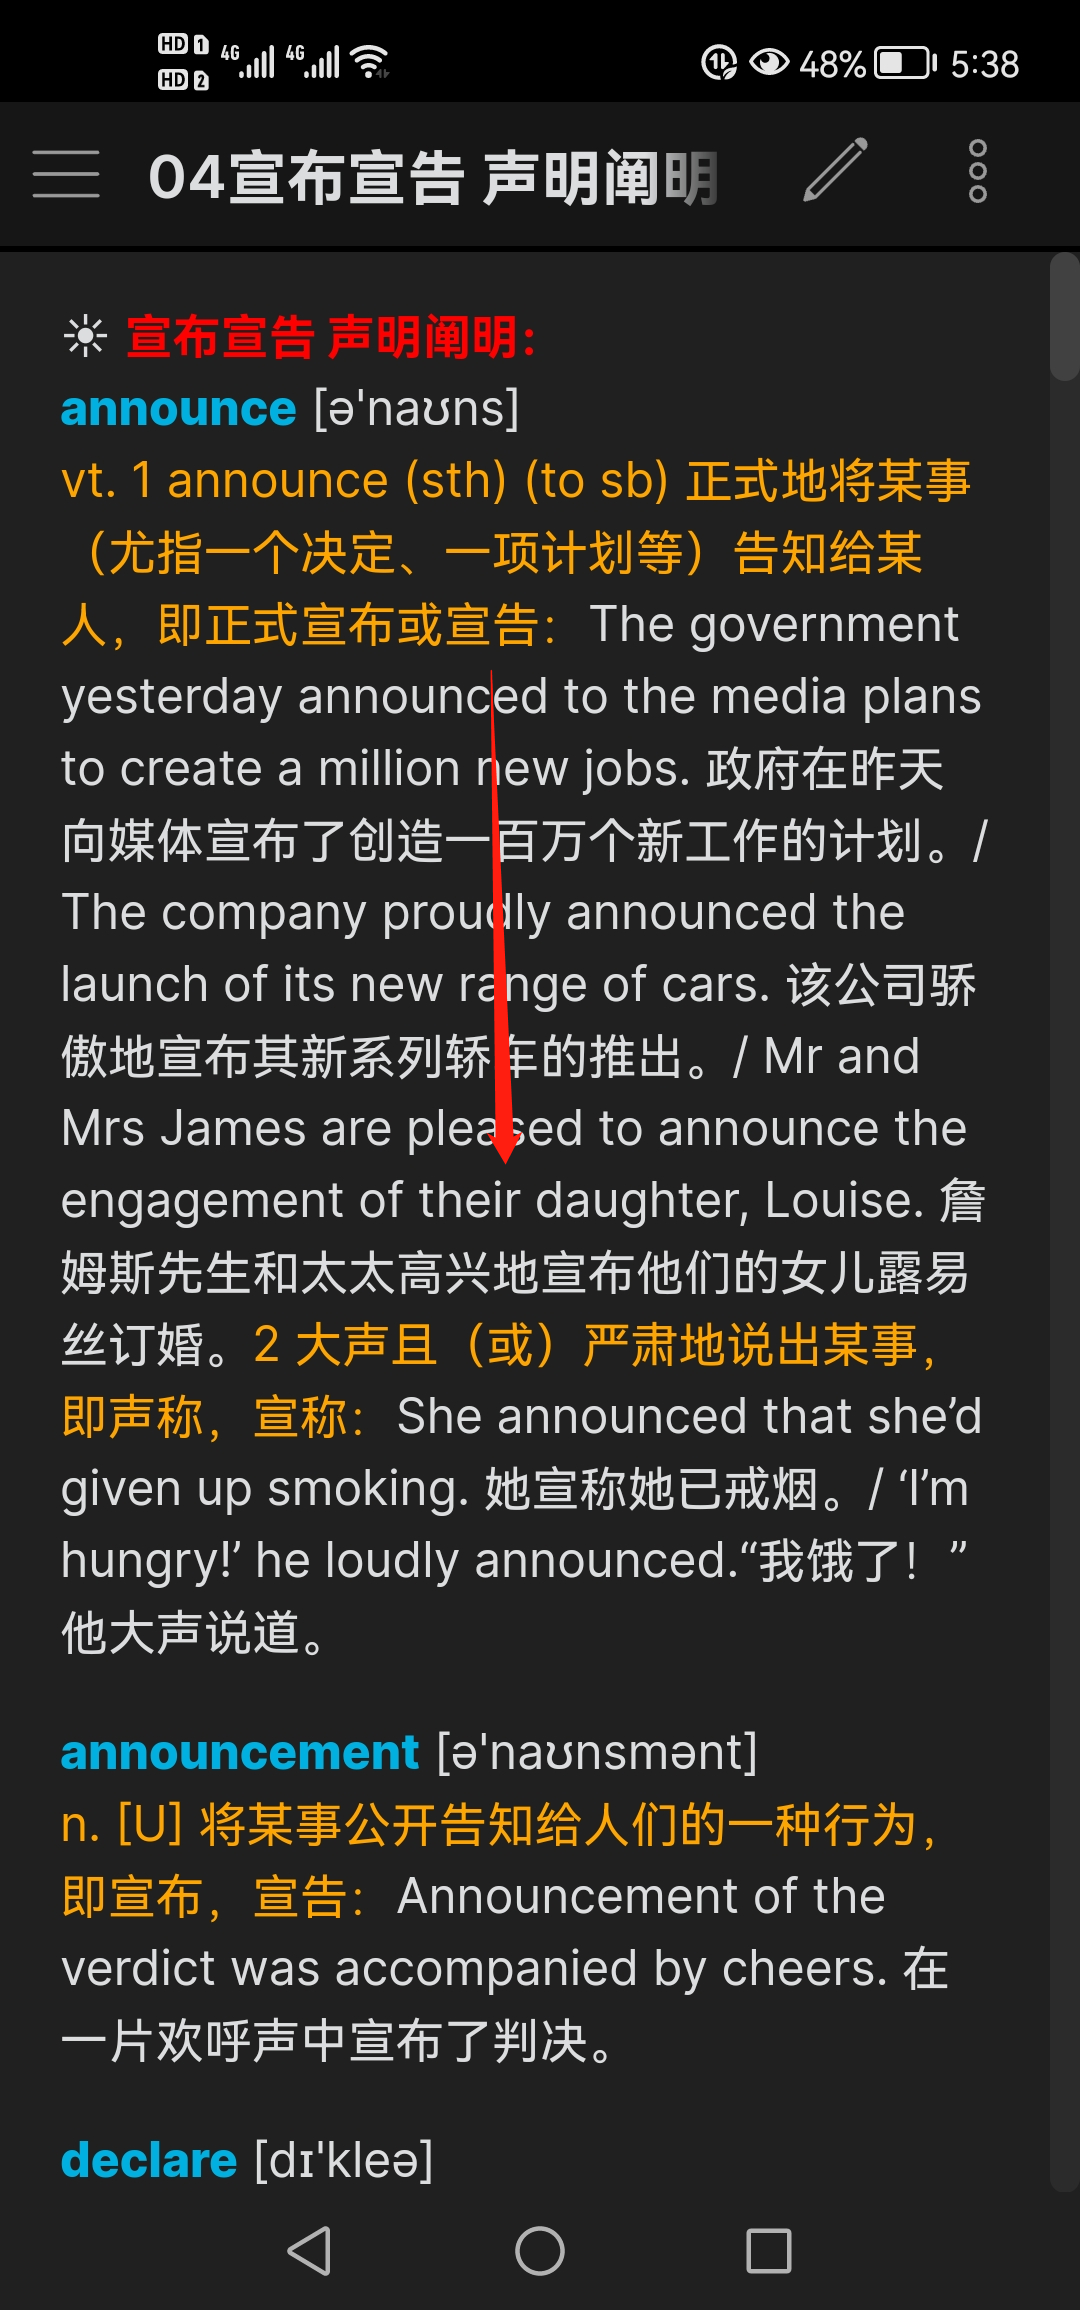 HD 1 4G 4G 48% 5:38
HD 2
04宣布宣告 声明阐明
☀ 宣布宣告 声明阐明：
announce [ə'naʊns]
vt. 1 announce (sth) (to sb) 正式地将某事
（尤指一个决定、一项计划等）告知给某
人，即正式宣布或宣告：The government
yesterday announced to the media plans
to create a million new jobs. 政府在昨天
向媒体宣布了创造一百万个新工作的计划。/
The company proudly announced the
launch of its new range of cars. 该公司骄
傲地宣布其新系列轿车的推出。/ Mr and
Mrs James are pleased to announce the
engagement of their daughter, Louise. 詹
姆斯先生和太太高兴地宣布他们的女儿露易
丝订婚。2 大声且（或）严肃地说出某事，
即声称，宣称：She announced that she’d
given up smoking. 她宣称她已戒烟。/ ‘I’m
hungry!’ he loudly announced.“我饿了！”
他大声说道。
announcement [ə'naʊnsmənt]
n. [U] 将某事公开告知给人们的一种行为，
即宣布，宣告：Announcement of the
verdict was accompanied by cheers. 在
一片欢呼声中宣布了判决。
declare [dɪ'kleə]